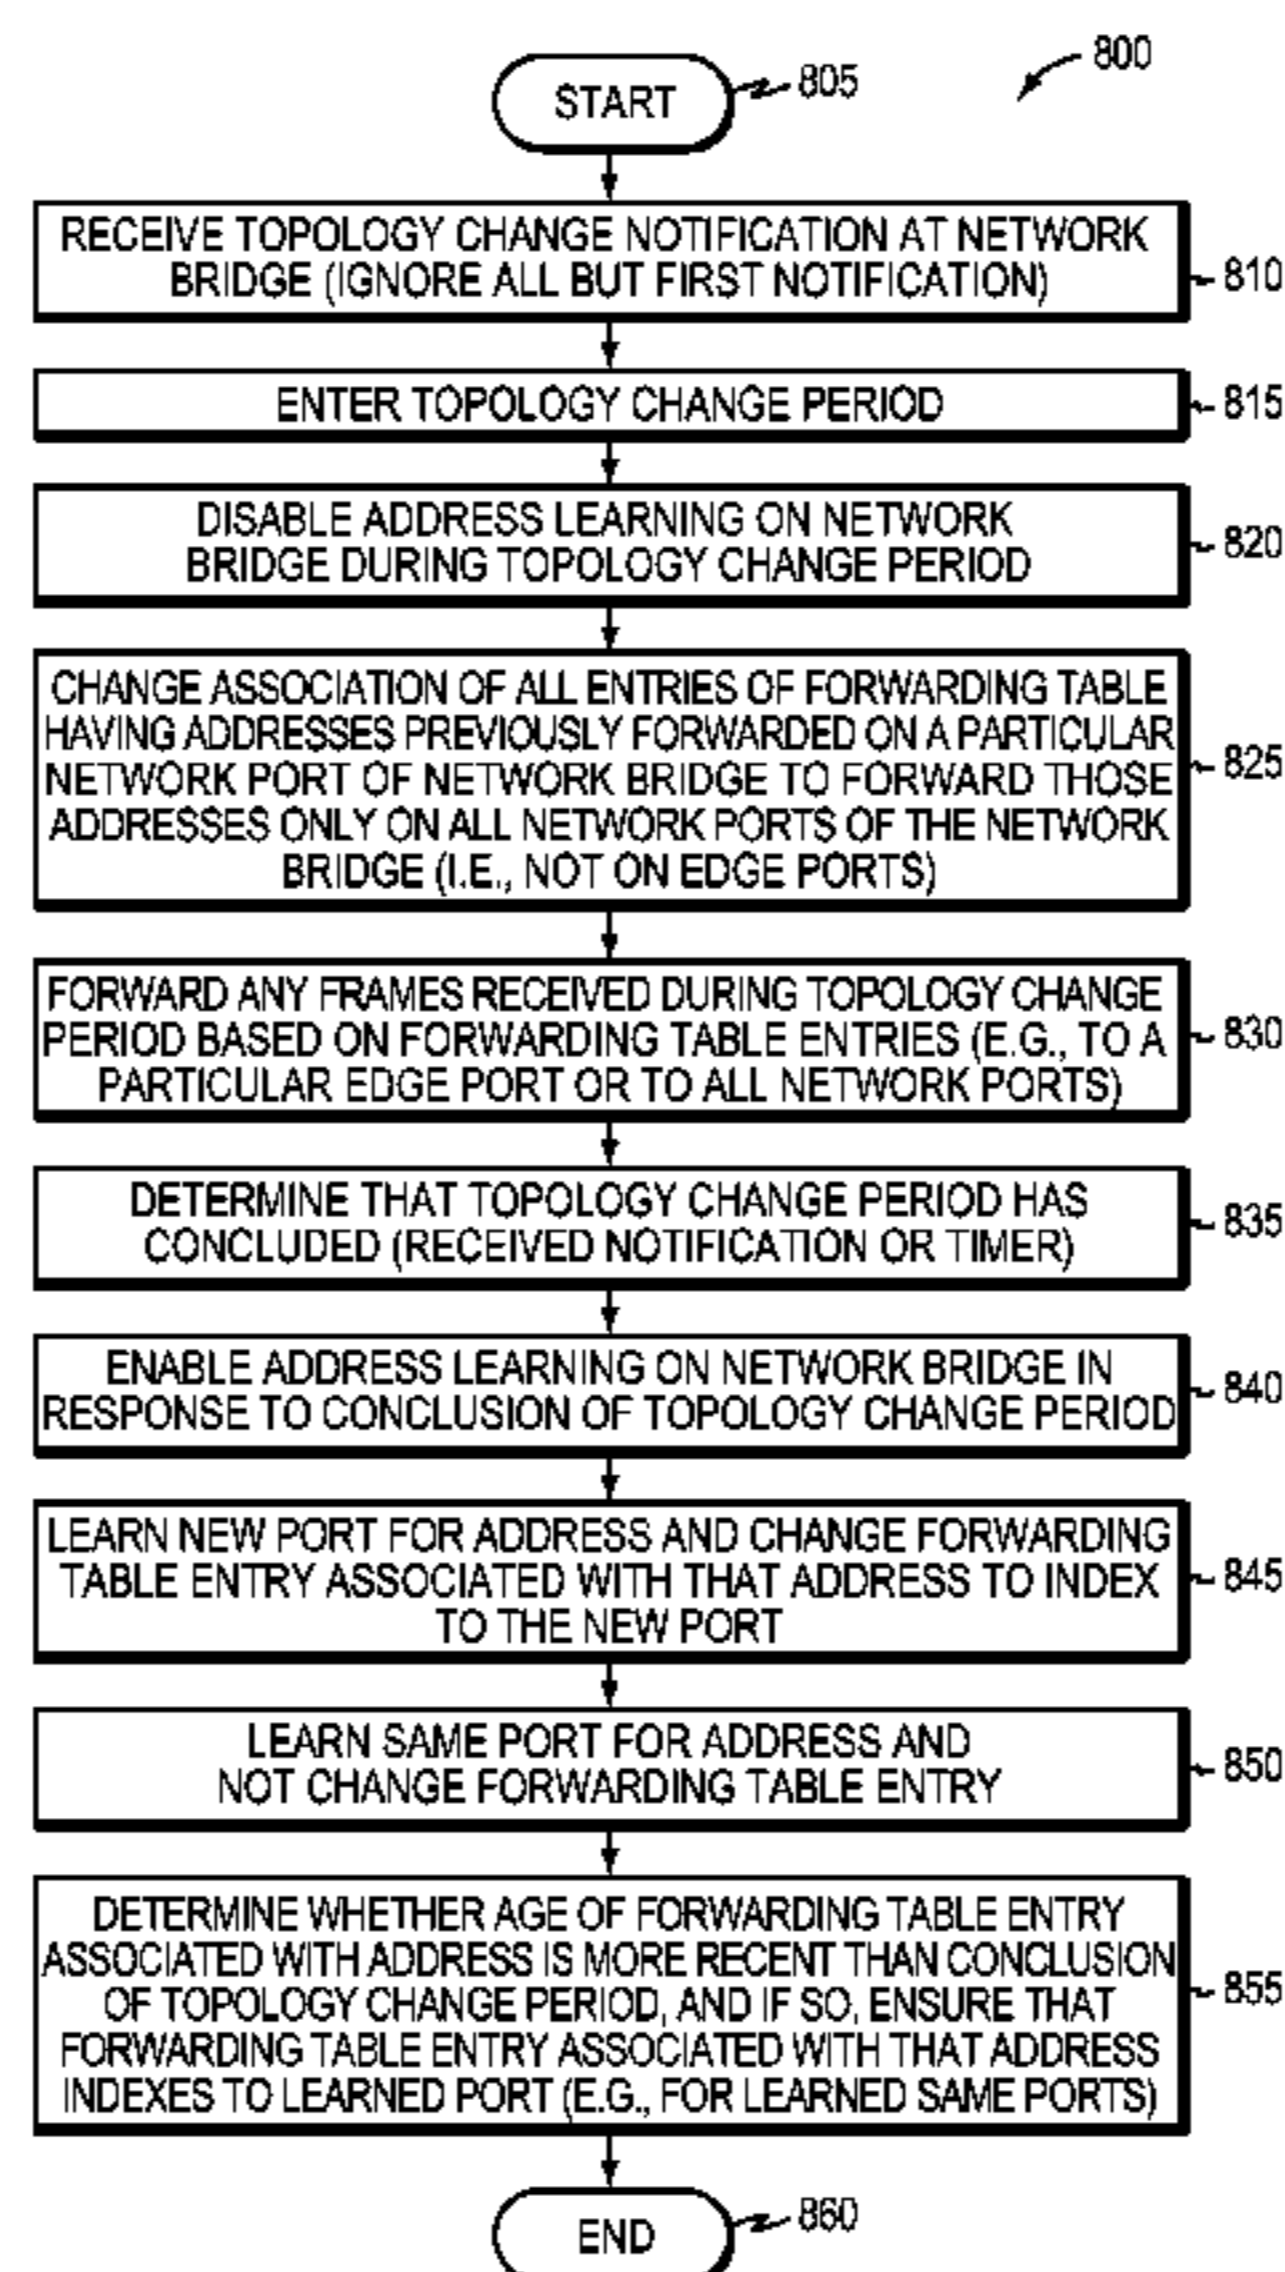 800
START
805
RECEIVE TOPOLOGY CHANGE NOTIFICATION AT NETWORK
BRIDGE (IGNORE ALL BUT FIRST NOTIFICATION)
810
ENTER TOPOLOGY CHANGE PERIOD
815
DISABLE ADDRESS LEARNING ON NETWORK
BRIDGE DURING TOPOLOGY CHANGE PERIOD
820
CHANGE ASSOCIATION OF ALL ENTRIES OF FORWARDING TABLE
HAVING ADDRESSES PREVIOUSLY FORWARDED ON A PARTICULAR
NETWORK PORT OF NETWORK BRIDGE TO FORWARD THOSE
ADDRESSES ONLY ON ALL NETWORK PORTS OF THE NETWORK
BRIDGE (I.E., NOT ON EDGE PORTS)
825
FORWARD ANY FRAMES RECEIVED DURING TOPOLOGY CHANGE
PERIOD BASED ON FORWARDING TABLE ENTRIES (E.G., TO A
PARTICULAR EDGE PORT OR TO ALL NETWORK PORTS)
830
DETERMINE THAT TOPOLOGY CHANGE PERIOD HAS
CONCLUDED (RECEIVED NOTIFICATION OR TIMER)
835
ENABLE ADDRESS LEARNING ON NETWORK BRIDGE IN
RESPONSE TO CONCLUSION OF TOPOLOGY CHANGE PERIOD
840
LEARN NEW PORT FOR ADDRESS AND CHANGE FORWARDING
TABLE ENTRY ASSOCIATED WITH THAT ADDRESS TO INDEX
TO THE NEW PORT
845
LEARN SAME PORT FOR ADDRESS AND
NOT CHANGE FORWARDING TABLE ENTRY
850
DETERMINE WHETHER AGE OF FORWARDING TABLE ENTRY
ASSOCIATED WITH ADDRESS IS MORE RECENT THAN CONCLUSION
OF TOPOLOGY CHANGE PERIOD, AND IF SO, ENSURE THAT
FORWARDING TABLE ENTRY ASSOCIATED WITH THAT ADDRESS
INDEXES TO LEARNED PORT (E.G., FOR LEARNED SAME PORTS)
855
END
860